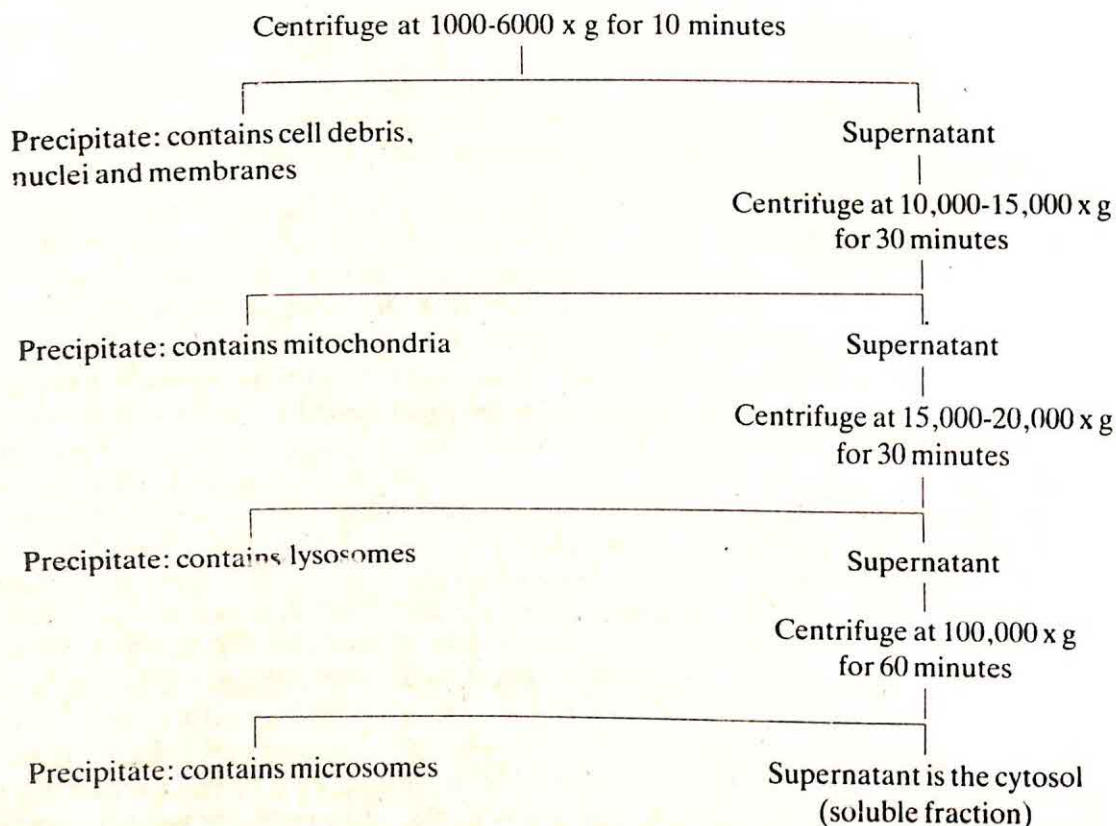 Centrifuge at 1000-6000 x g for 10 minutes
Precipitate: contains cell debris,
nuclei and membranes
Supernatant
Centrifuge at 10,000-15,000 x g
for 30 minutes
Precipitate: contains mitochondria
Supernatant
Centrifuge at 15,000-20,000 x g
for 30 minutes
Precipitate: contains lysosomes
Supernatant
Centrifuge at 100,000 x g
for 60 minutes
Precipitate: contains microsomes
Supernatant is the cytosol
(soluble fraction)